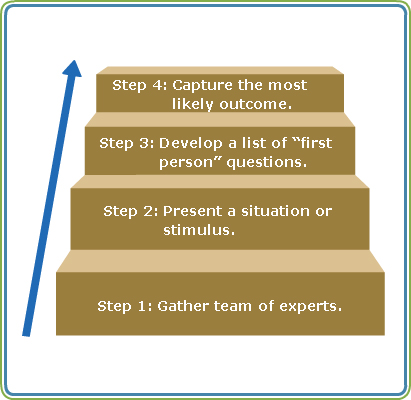 Step 4: Capture the most
likely outcome.
Step 3: Develop a list of “first
person” questions.
Step 2: Present a situation or
stimulus.
Step 1: Gather team of experts.